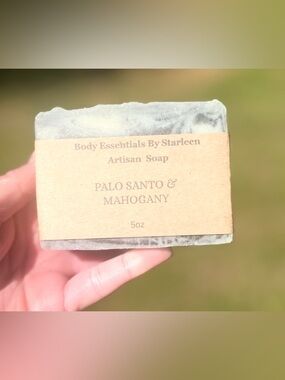 Body Essentials By Starleen
Artisan Soap
PALO SANTO &
MAHOGANY
5oz